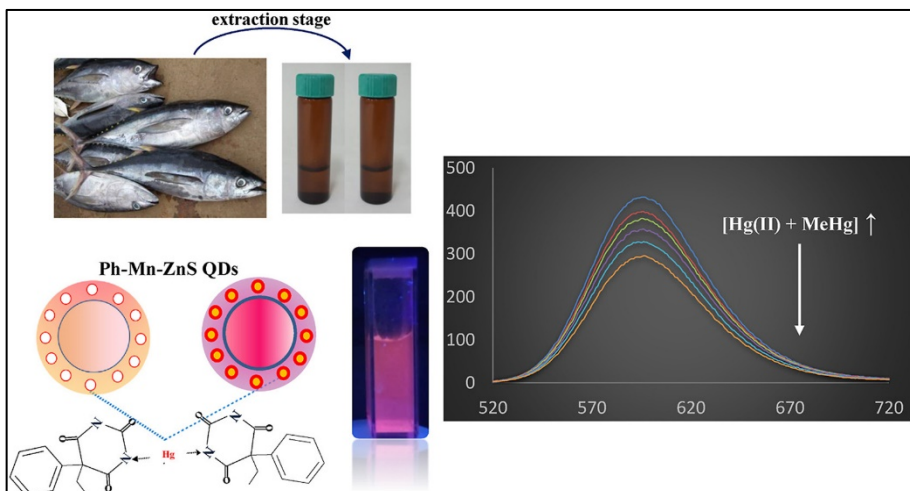 extraction stage
Ph-Mn-ZnS QDs
O
N
O
N
O
Hg
O
N
O
N
O
500
400
300
200
100
0
520 570 620 670 720
[Hg(II) + MeHg] ↑